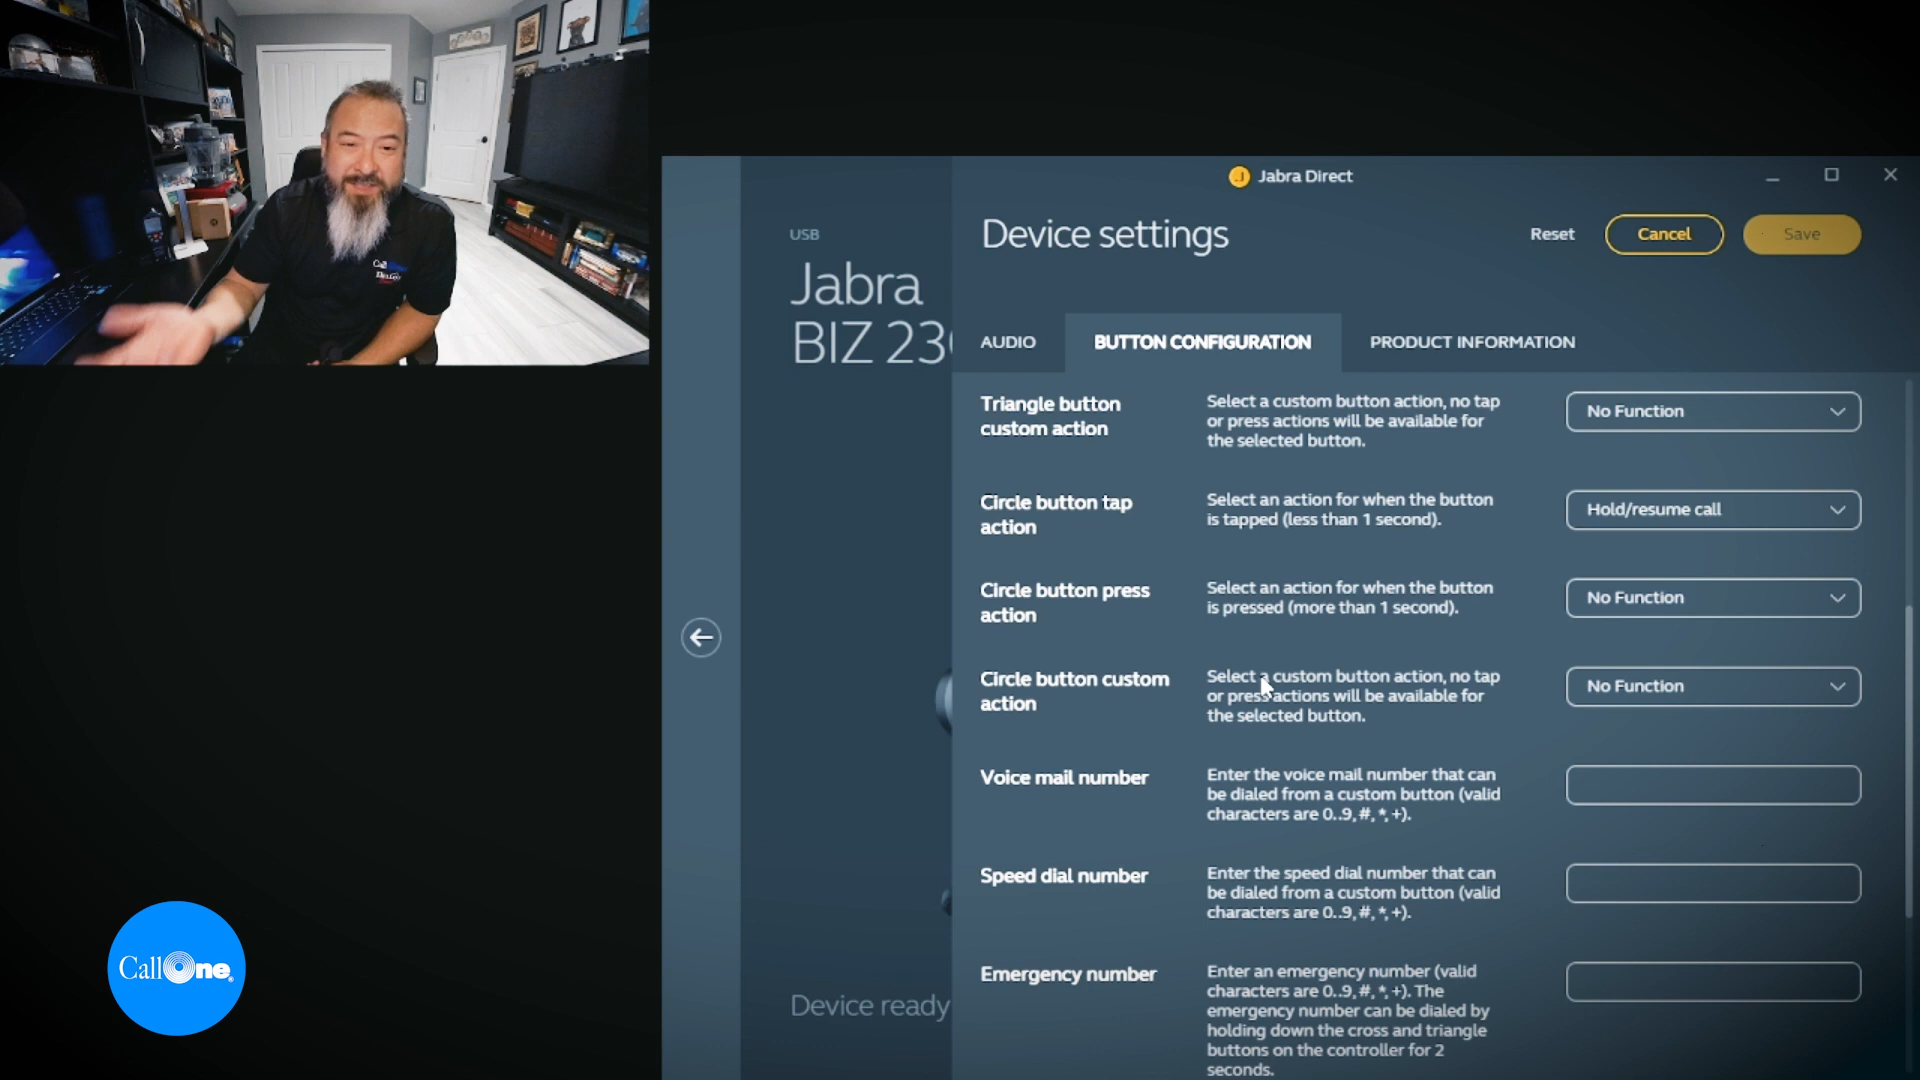 Jabra Direct
USB
Jabra
BIZ 23
Device settings
Reset
Cancel
Save
AUDIO
BUTTON CONFIGURATION
PRODUCT INFORMATION
Triangle button
custom action
Select a custom button action, no tap
or press actions will be available for
the selected button.
No Function
Circle button tap
action
Select an action for when the button
is tapped (less than 1 second).
Hold/resume call
Circle button press
action
Select an action for when the button
is pressed (more than 1 second).
No Function
Circle button custom
action
Select a custom button action, no tap
or press actions will be available for
the selected button.
No Function
Voice mail number
Enter the voice mail number that can
be dialed from a custom button (valid
characters are 0..9, #, *, +).
Speed dial number
Enter the speed dial number that can
be dialed from a custom button (valid
characters are 0..9, #, *, +).
Emergency number
Enter an emergency number (valid
characters are 0..9, #, *, +). The
emergency number can be dialed by
holding down the cross and triangle
buttons on the controller for 2
seconds.
Device ready
CallOne